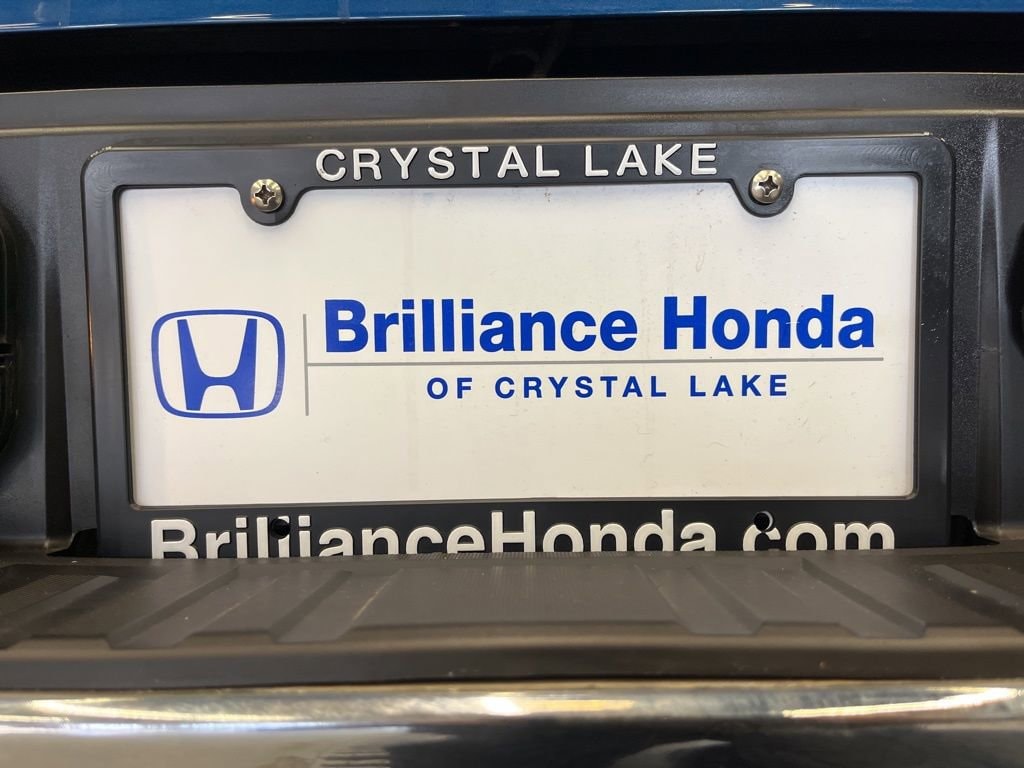 CRYSTAL LAKE
Brilliance Honda
OF CRYSTAL LAKE
BrillianceHonda.com